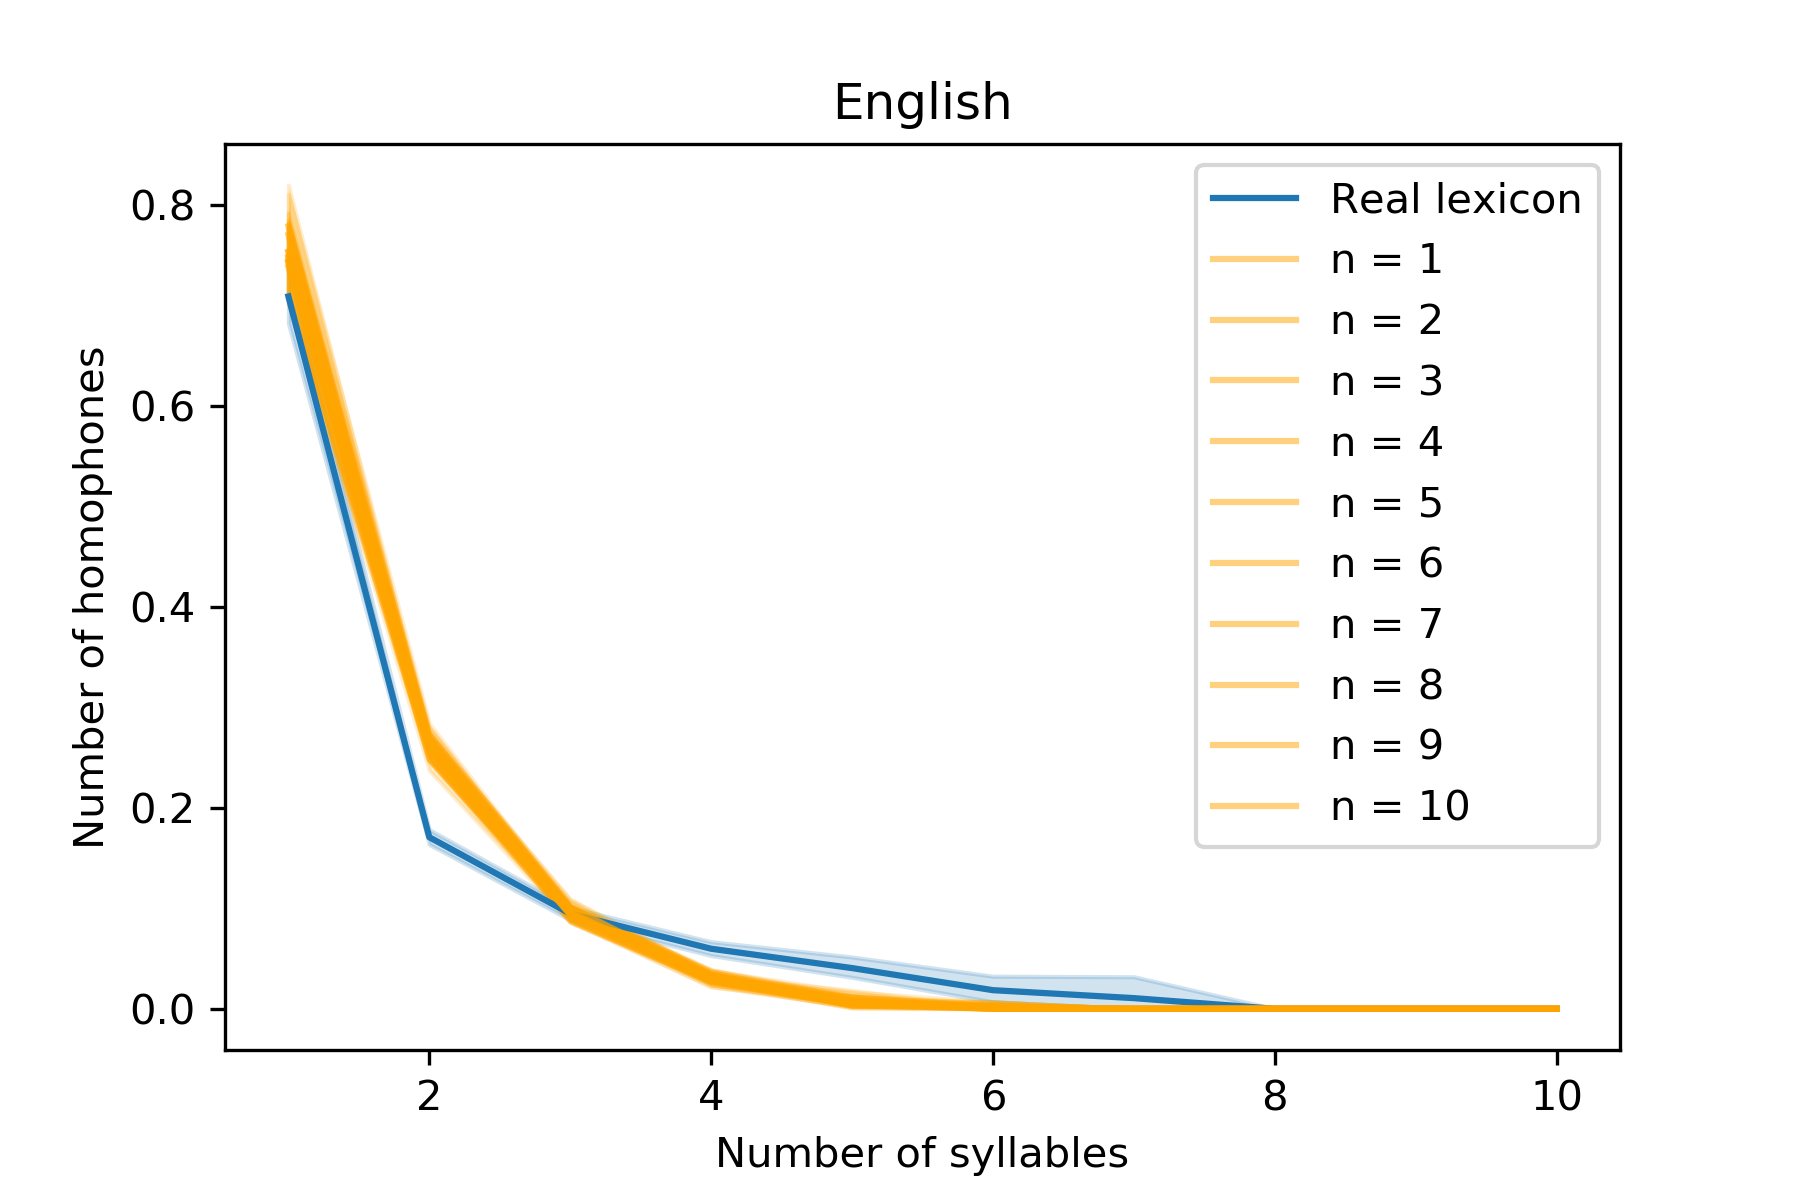 English
Number of homophones
0.8
0.6
0.4
0.2
0.0
Real lexicon
n = 1
n = 2
n = 3
n = 4
n = 5
n = 6
n = 7
n = 8
n = 9
n = 10
2 4 6 8 10
Number of syllables